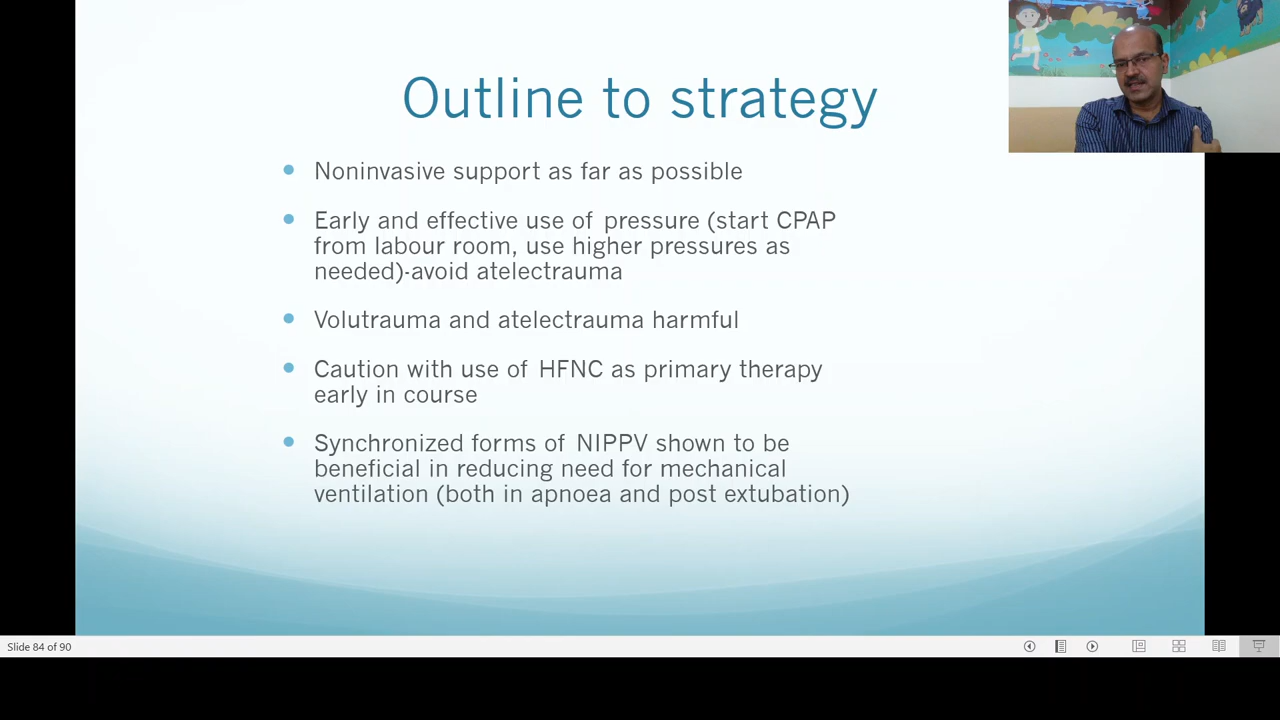 Outline to strategy
Noninvasive support as far as possible
Early and effective use of pressure (start CPAP
from labour room, use higher pressures as
needed)-avoid atelectrauma
Volutrauma and atelectrauma harmful
Caution with use of HFNC as primary therapy
early in course
Synchronized forms of NIPPV shown to be
beneficial in reducing need for mechanical
ventilation (both in apnoea and post extubation)
Slide 84 of 90